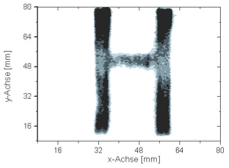 80
64
48
32
16
y-Achse [mm]
H
16 32 48 64 80
x-Achse [mm]